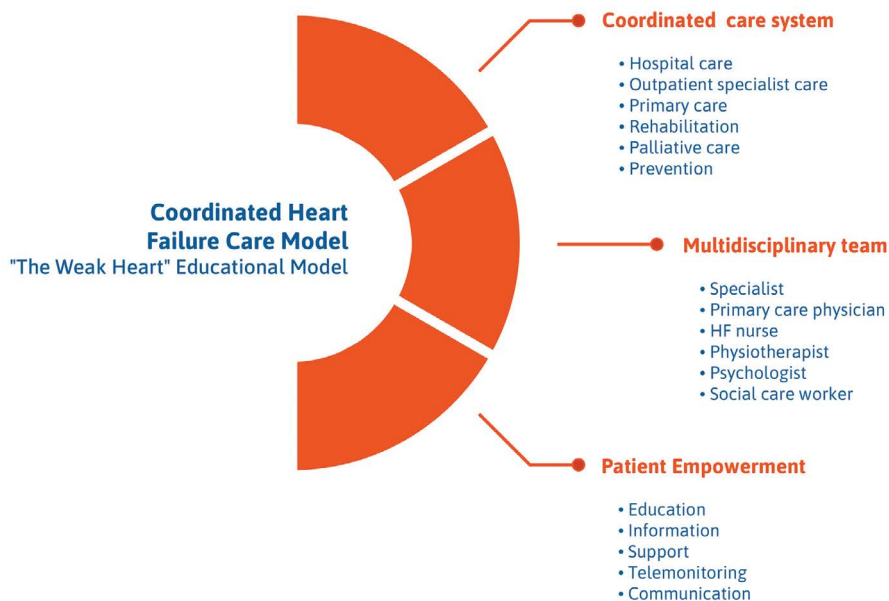 Coordinated Heart
Failure Care Model
"The Weak Heart" Educational Model
Coordinated care system
• Hospital care
• Outpatient specialist care
• Primary care
• Rehabilitation
• Palliative care
• Prevention
Multidisciplinary team
• Specialist
• Primary care physician
• HF nurse
• Physiotherapist
• Psychologist
• Social care worker
Patient Empowerment
• Education
• Information
• Support
• Telemonitoring
• Communication